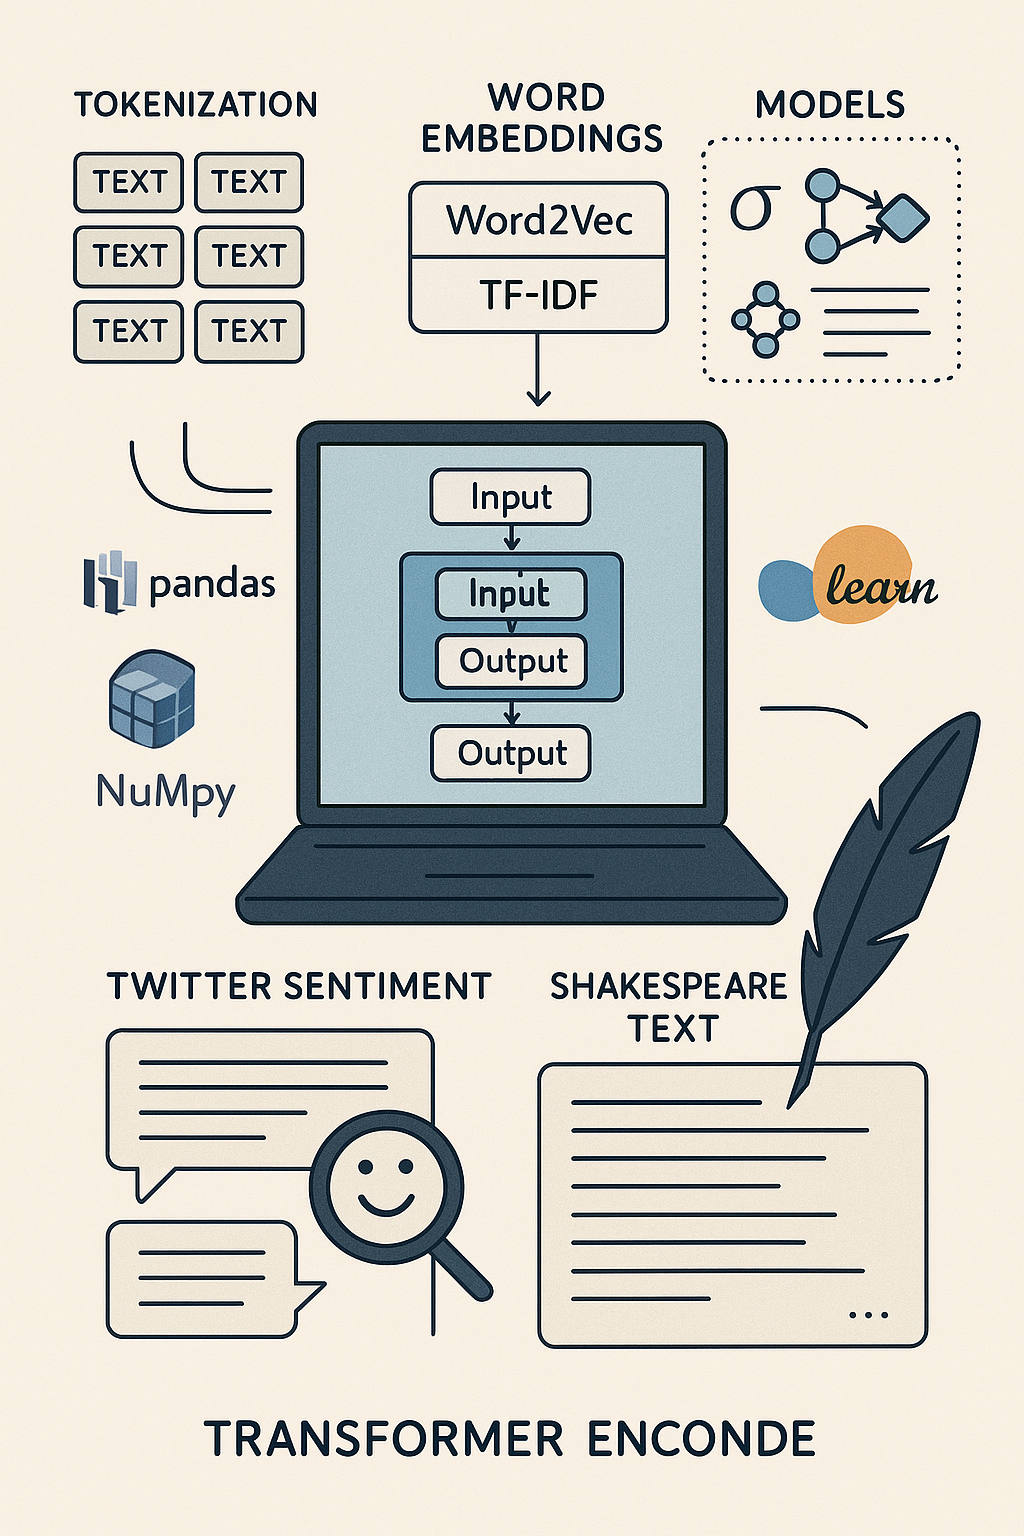 TOKENIZATION
TEXT TEXT
TEXT TEXT
TEXT TEXT
WORD
EMBEDDINGS
Word2Vec
TF-IDF
MODELS
σ
Input
Input
Output
Output
pandas
NuMpy
learn
TWITTER SENTIMENT
SHAKESPEARE
TEXT
...
TRANSFORMER ENCONDE